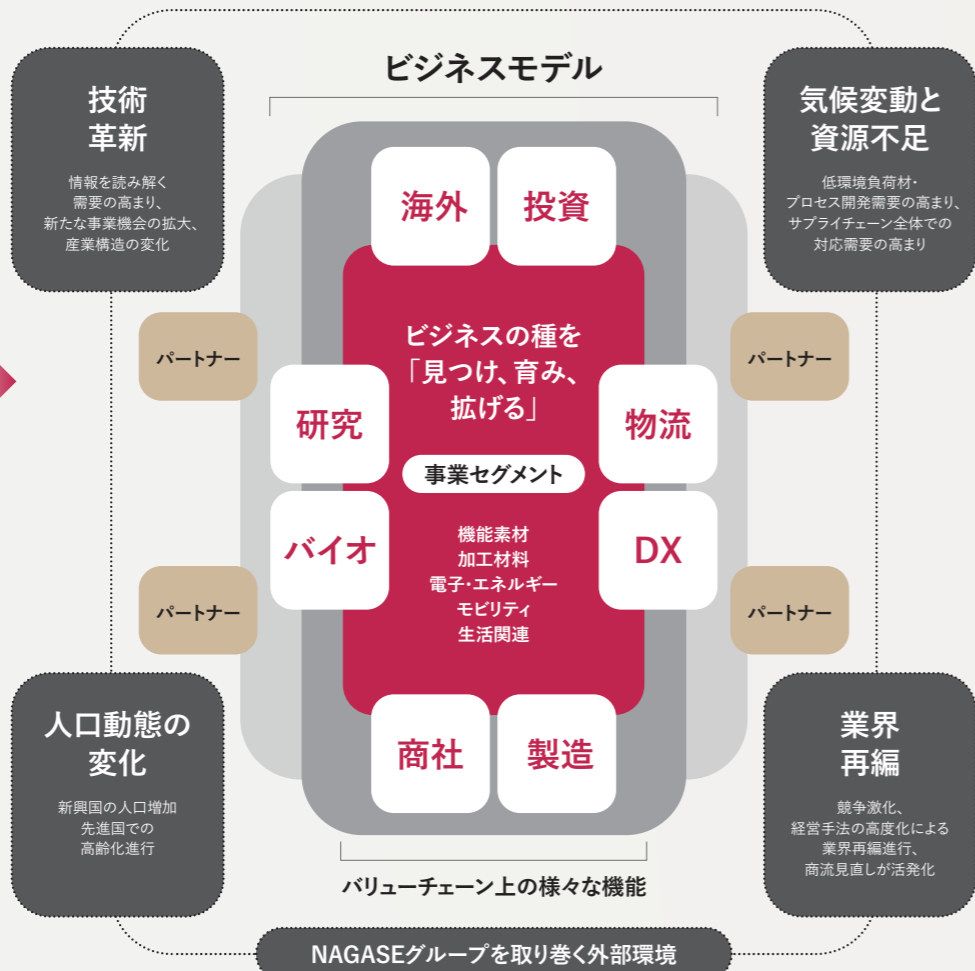 ビジネスモデル
技術
革新
情報を読み解く
需要の高まり、
新たな事業機会の拡大、
産業構造の変化
気候変動と
資源不足
低環境負荷材・
プロセス開発需要の高まり、
サプライチェーン全体での
対応需要の高まり
海外
投資
パートナー
パートナー
ビジネスの種を
「見つけ、育み、
拡げる」
研究
物流
事業セグメント
バイオ
DX
機能素材
加工材料
電子・エネルギー
モビリティ
生活関連
パートナー
パートナー
商社
製造
人口動態の
変化
新興国の人口増加
先進国での
高齢化進行
業界
再編
競争激化、
経営手法の高度化による
業界再編進行、
商流見直しが活発化
バリューチェーン上の様々な機能
NAGASEグループを取り巻く外部環境